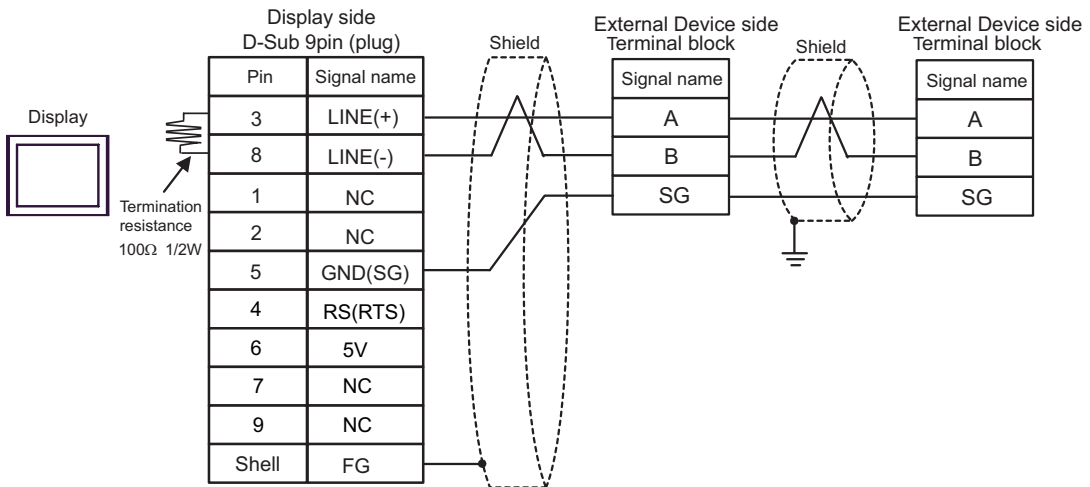 Display side
D-Sub 9pin (plug)
Shield
External Device side
Terminal block
Shield
External Device side
Terminal block
Pin Signal name
Signal name
Signal name
Display
3 LINE(+)
A
A
8 LINE(-)
B
B
1 NC
SG
SG
Termination
resistance
100Ω 1/2W
2 NC
5 GND(SG)
4 RS(RTS)
6 5V
7 NC
9 NC
Shell FG